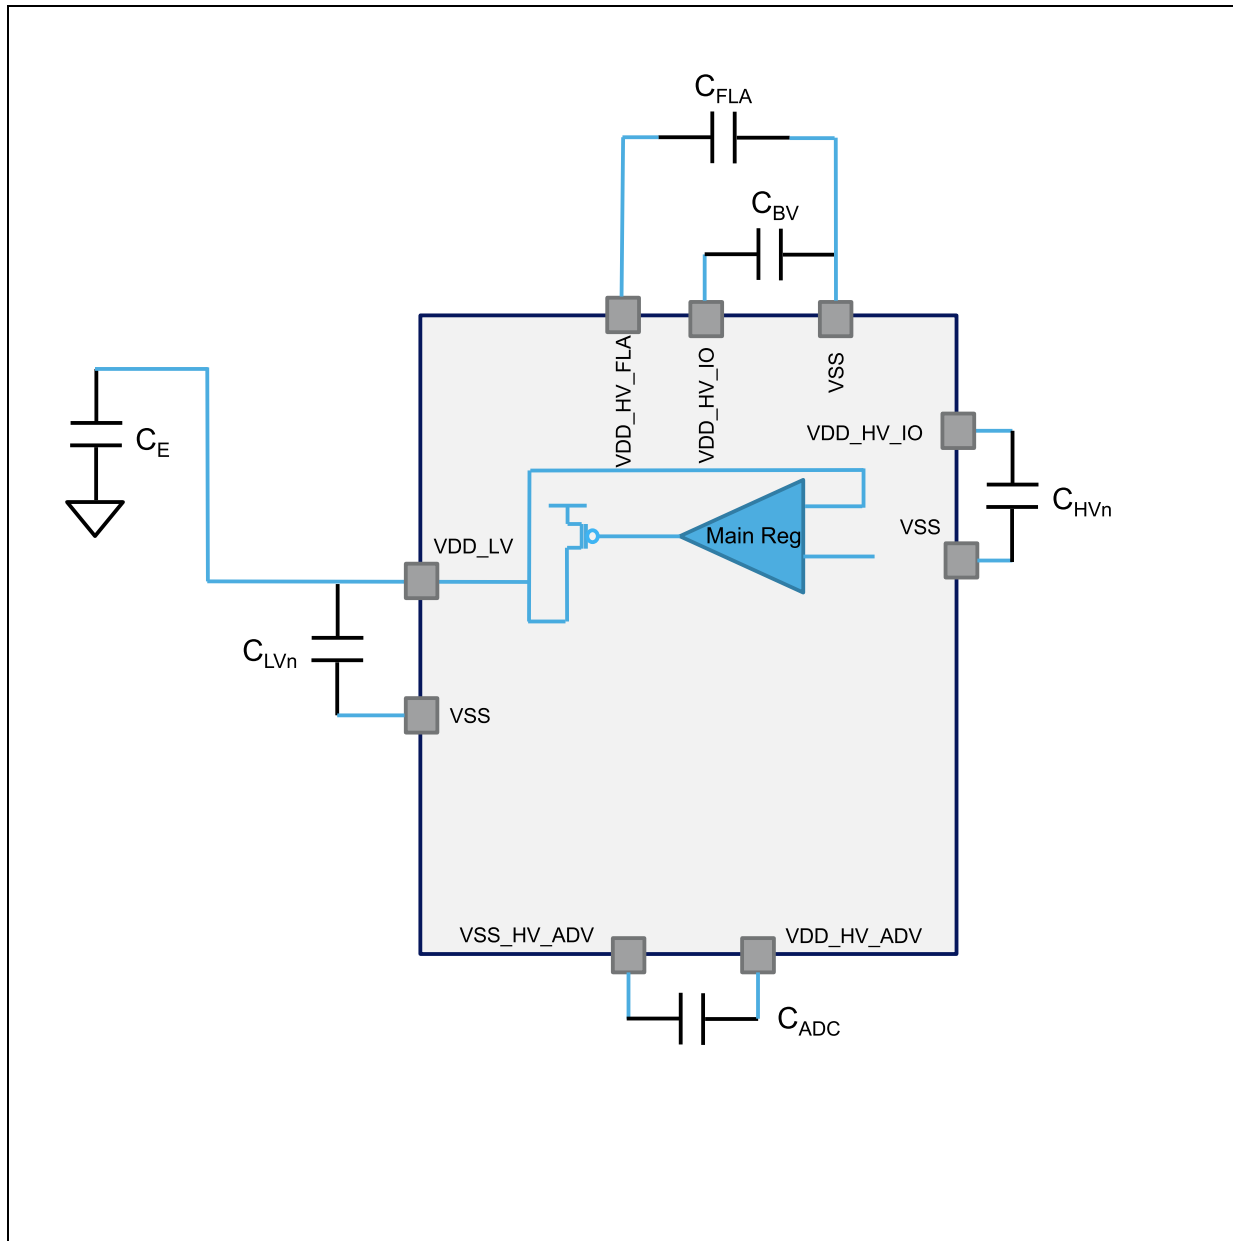 CFLA
CBV
VDD_HV_FLA
VDD_HV_IO
VSS
CE
VDD_HV_IO
CHVn
VSS
Main Reg
VDD_LV
CLVn
VSS
VSS_HV_ADV
VDD_HV_ADV
CADC